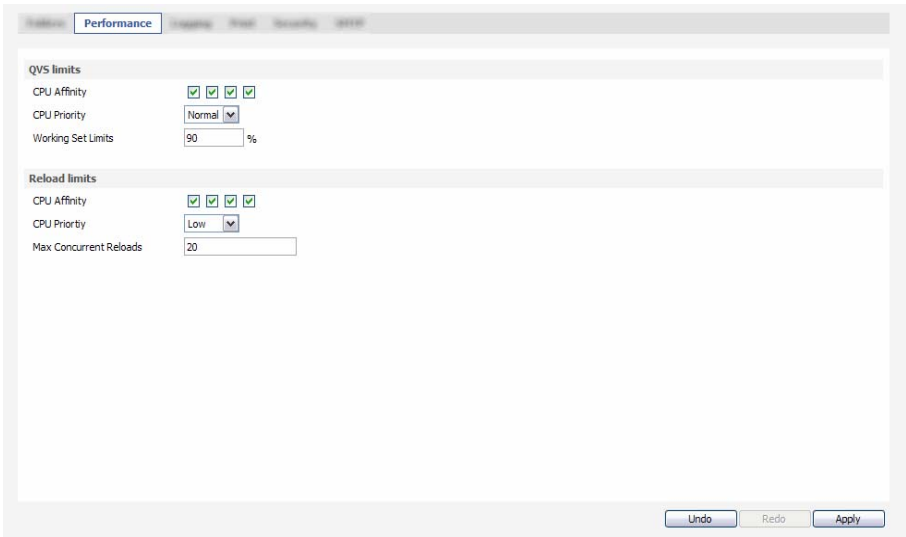 Performance
QVS limits
CPU Affinity
CPU Priority Normal
Working Set Limits 90 %
Reload limits
CPU Affinity
CPU Priortiy Low
Max Concurrent Reloads 20
Undo Redo Apply